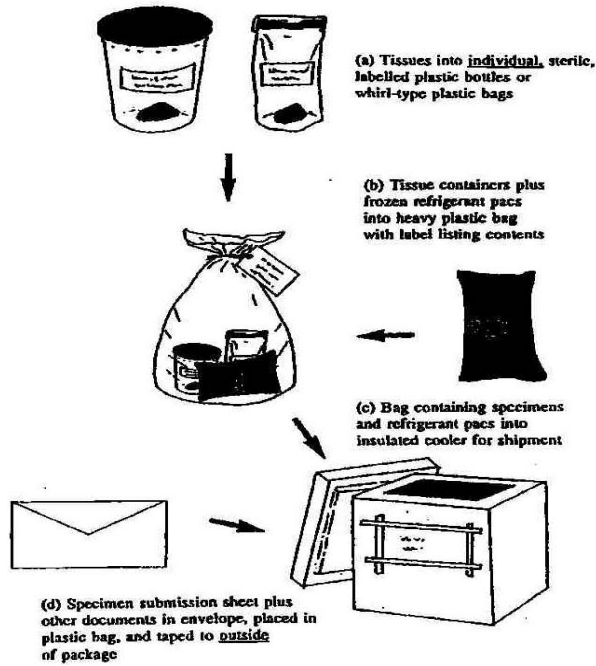 (a) Tissues into individual, sterile,
labelled plastic bottles or
whirl-type plastic bags
(b) Tissue containers plus
frozen refrigerant pacs
into heavy plastic bag
with label listing contents
(c) Bag containing specimens
and refrigerant pacs into
insulated cooler for shipment
(d) Specimen submission sheet plus
other documents in envelope, placed in
plastic bag, and taped to outside
of package